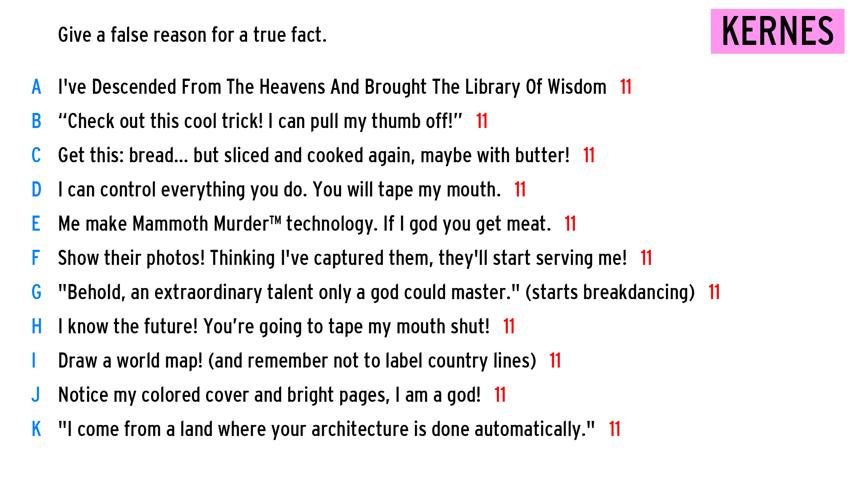 Give a false reason for a true fact.
KERNES
A I've Descended From The Heavens And Brought The Library Of Wisdom 11
B “Check out this cool trick! I can pull my thumb off!” 11
C Get this: bread... but sliced and cooked again, maybe with butter! 11
D I can control everything you do. You will tape my mouth. 11
E Me make Mammoth Murder™ technology. If I god you get meat. 11
F Show their photos! Thinking I've captured them, they'll start serving me! 11
G "Behold, an extraordinary talent only a god could master." (starts breakdancing) 11
H I know the future! You’re going to tape my mouth shut! 11
I Draw a world map! (and remember not to label country lines) 11
J Notice my colored cover and bright pages, I am a god! 11
K "I come from a land where your architecture is done automatically." 11